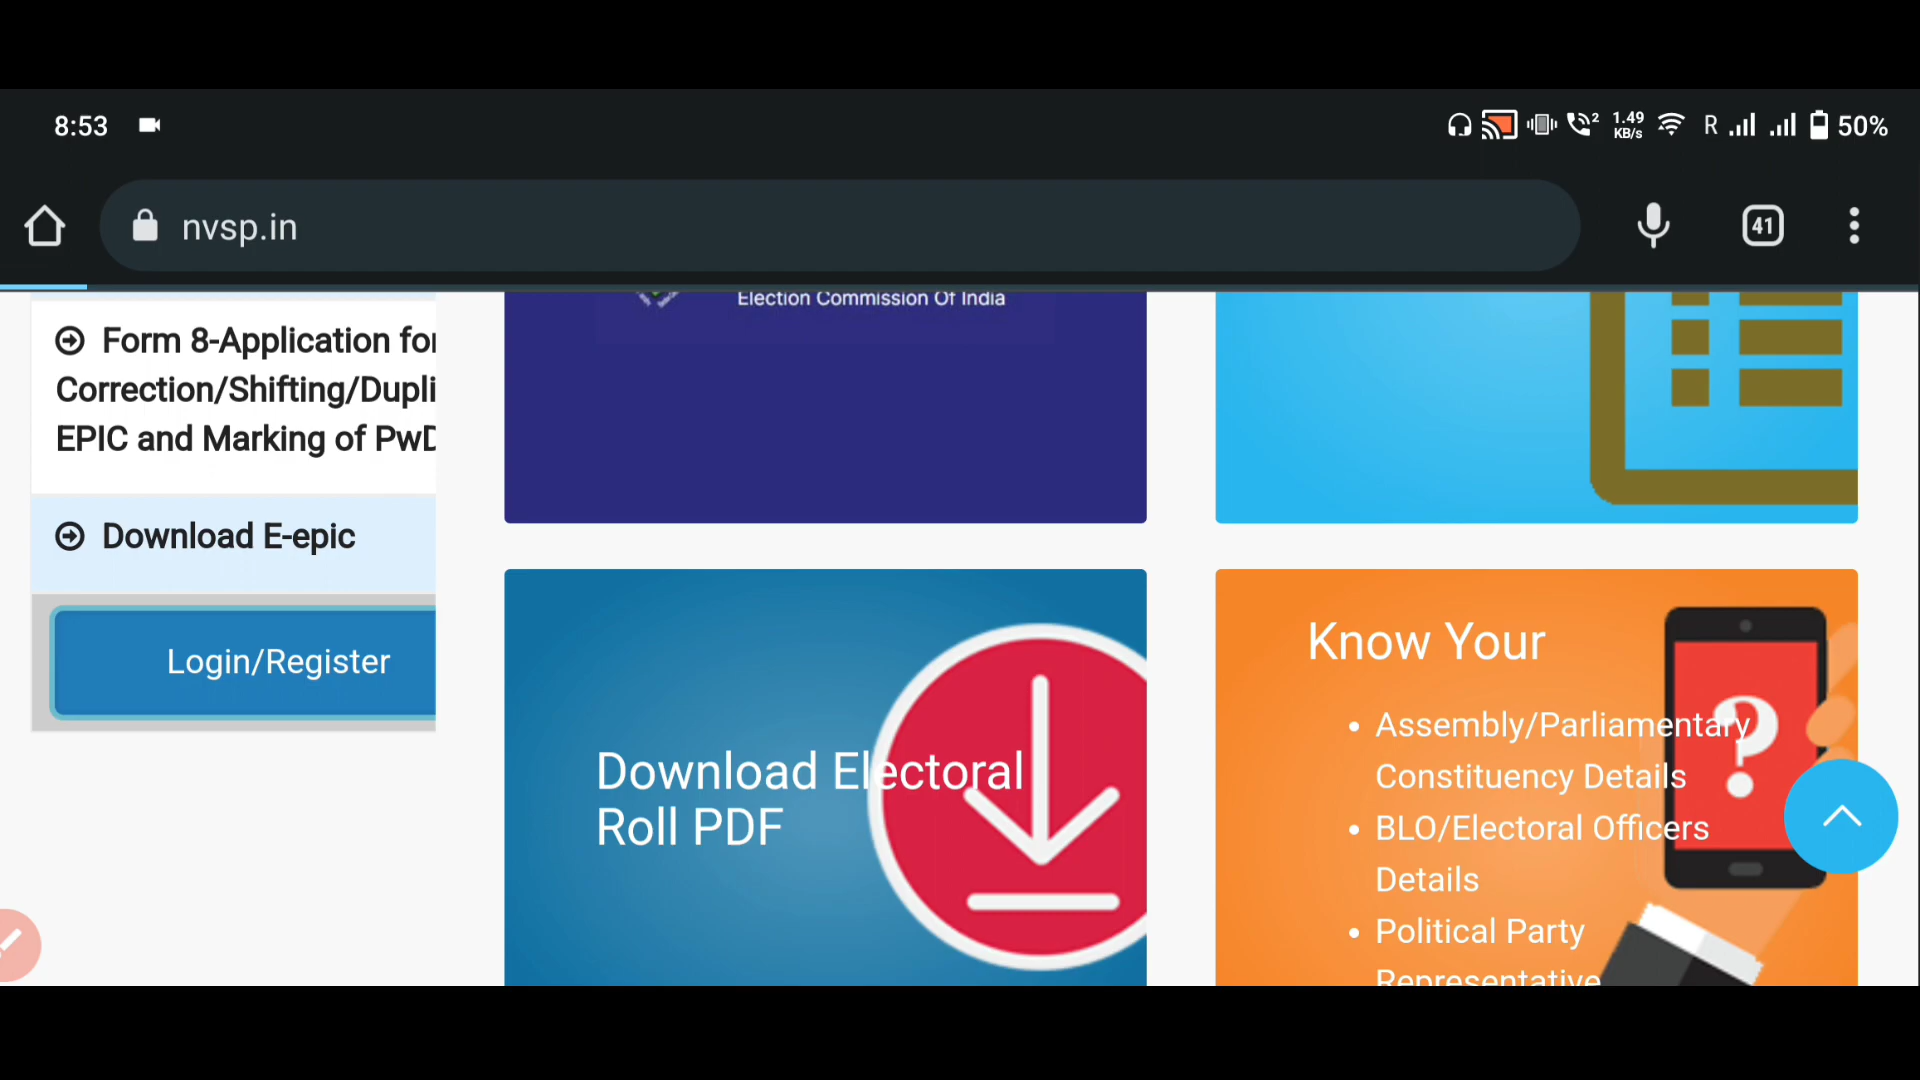 8:53
2
1.49
KB/s
R
50%
nvsp.in
41
Election Commission Of India
Form 8-Application for
Correction/Shifting/Dupli
EPIC and Marking of PwD
Download E-epic
Login/Register
Download Electoral
Roll PDF
Know Your
?
• Assembly/Parliamentary
Constituency Details
• BLO/Electoral Officers
Details
• Political Party
Representative